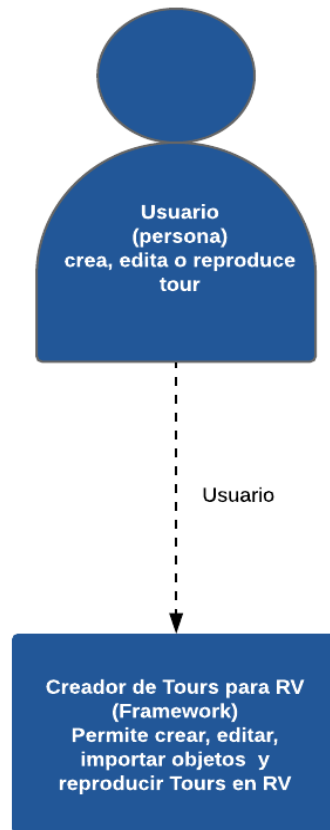 Usuario
(persona)
crea, edita o reproduce
tour
Usuario
Creador de Tours para RV
(Framework)
Permite crear, editar,
importar objetos y
reproducir Tours en RV